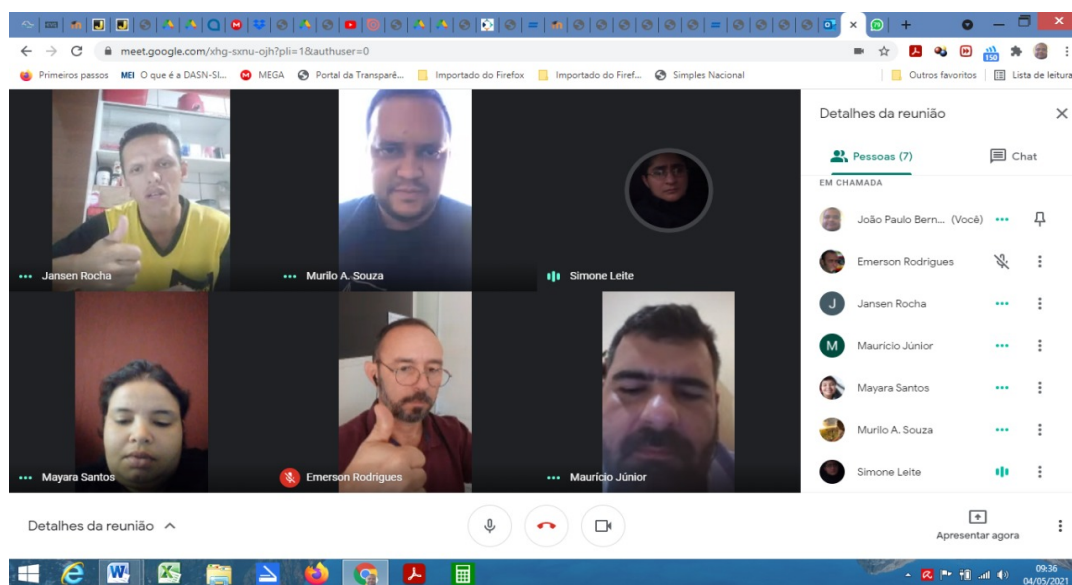 meet.google.com/xhg-sxnu-ojh?pli=1&authuser=0
150
Primeiros passos
MEI O que é a DASN-SI...
MEGA
Portal da Transparê...
Importado do Firefox
Importado do Firef...
Simples Nacional
Outros favoritos
Lista de leitura
Jansen Rocha
Murilo A. Souza
Simone Leite
Mayara Santos
Emerson Rodrigues
Maurício Júnior
Detalhes da reunião
Pessoas (7)
Chat
EM CHAMADA
João Paulo Bern... (Você)
Emerson Rodrigues
J Jansen Rocha
M Maurício Júnior
Mayara Santos
Murilo A. Souza
Simone Leite
Detalhes da reunião
Apresentar agora
09:36
04/05/2021